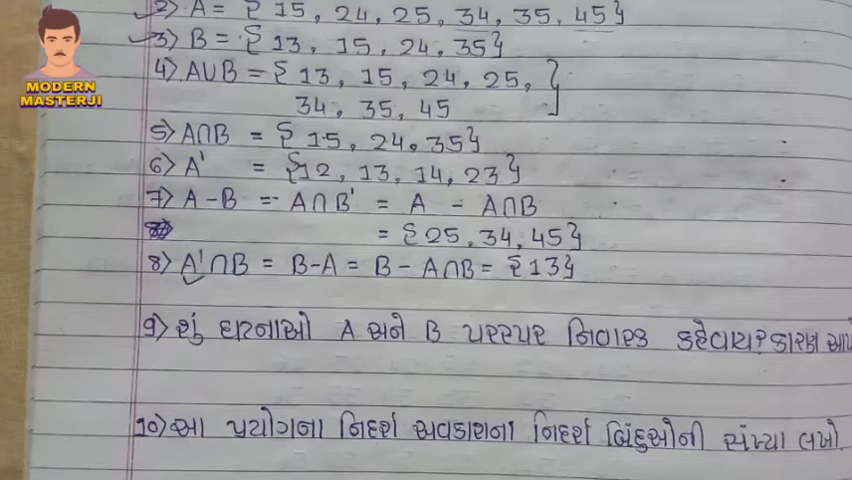 2) A = {15, 24, 25, 34, 35, 45}
3) B = {13, 15, 24, 35}
MODERN
MASTERJI
4) A∪B = {13, 15, 24, 25,
34, 35, 45}
5) A∩B = {15, 24, 35}
6) A' = {12, 13, 14, 23}
7) A - B = A∩B' = A - A∩B
= {25, 34, 45}
8) A'∩B = B-A = B - A∩B = {13}
9) શું ઘટનાઓ A અને B પરસ્પર નિવારક કહેવાય? કારણ આપ
10) આ પ્રયોગના નિદર્શ અવકાશના નિદર્શ બિંદુઓની સંખ્યા લખો.